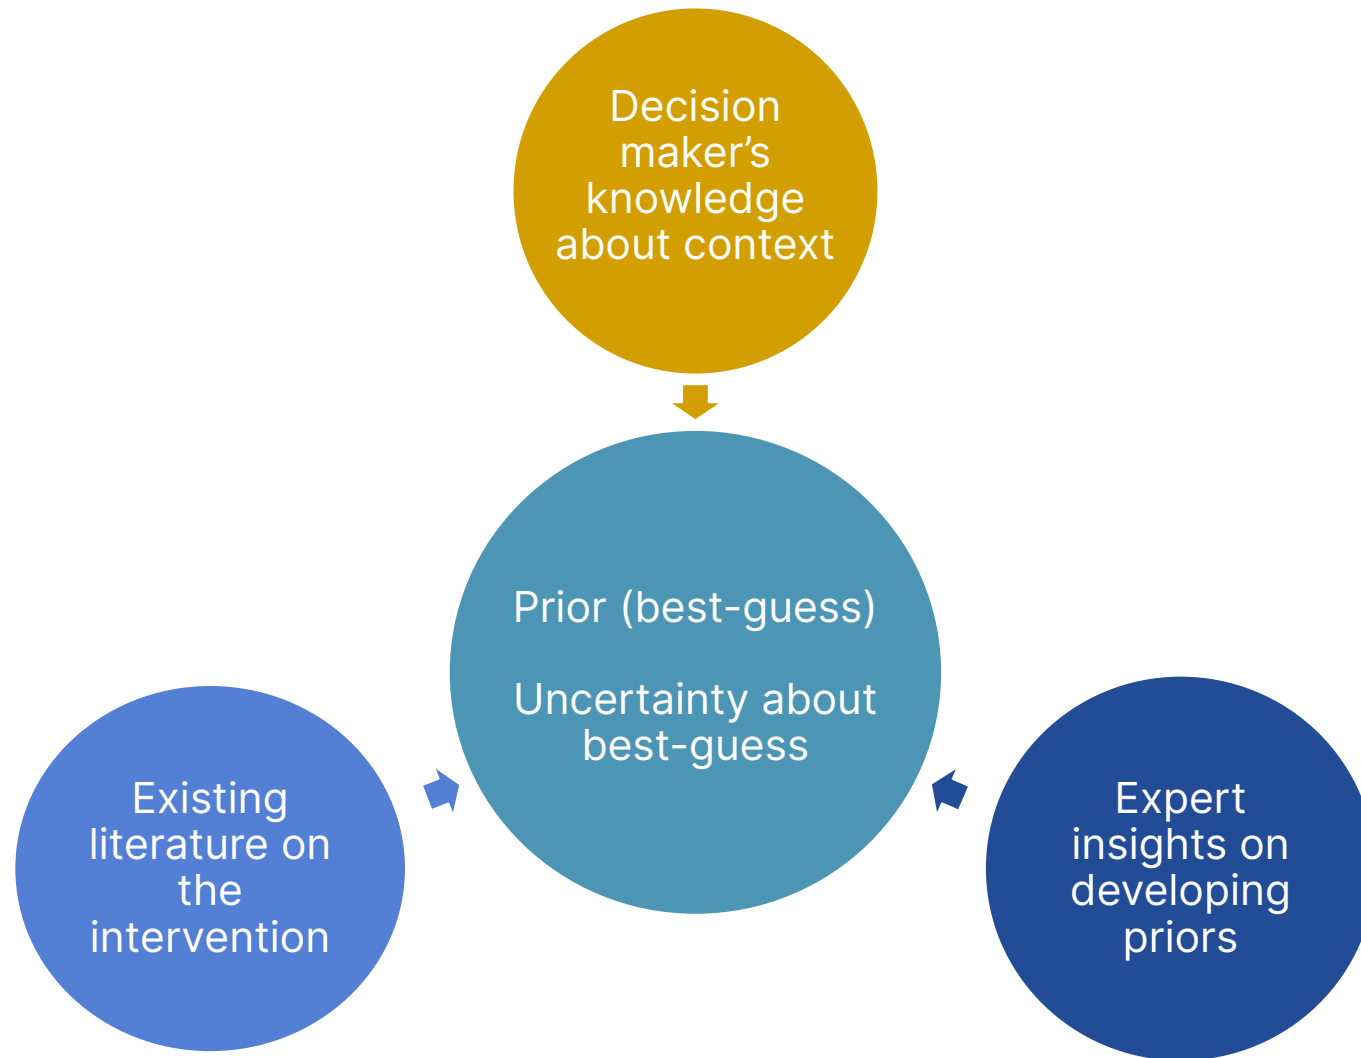 Decision
maker’s
knowledge
about context
Prior (best-guess)
Uncertainty about
best-guess
Existing
literature on
the
intervention
Expert
insights on
developing
priors